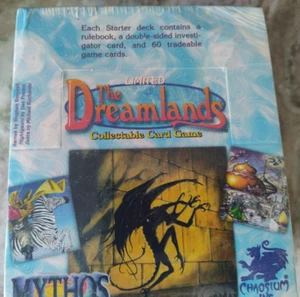 Each Starter deck contains a
rulebook, a double-sided investi-
gator card, and 60 tradeable
game cards.
LIMITED
The
Dreamlands
Collectable Card Game
MYTHOS
CHAOSIUM